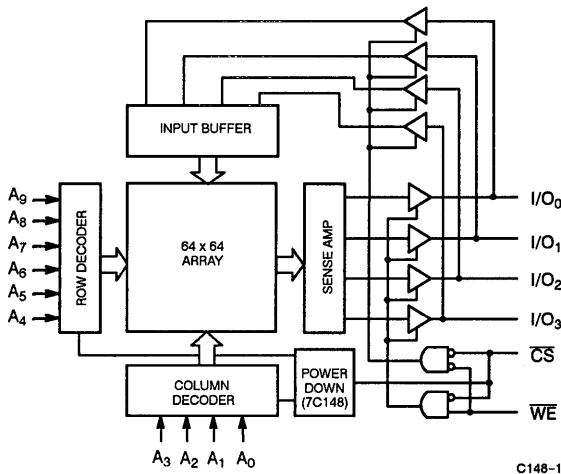 INPUT BUFFER
A9
A8
A7
A6
A5
A4
ROW DECODER
64 x 64
ARRAY
SENSE AMP
I/O0
I/O1
I/O2
I/O3
CS
WE
COLUMN
DECODER
POWER
DOWN
(7C148)
A3 A2 A1 A0
C148-1